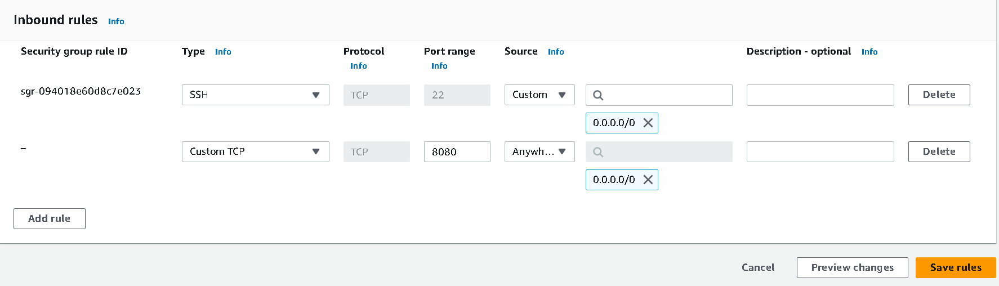 Inbound rules Info
Security group rule ID Type Info Protocol Info Port range Info Source Info Description - optional Info
sgr-094018e60d8c7e023 SSH TCP 22 Custom Delete
0.0.0.0/0
– Custom TCP TCP 8080 Anywh... Delete
0.0.0.0/0
Add rule
Cancel Preview changes Save rules